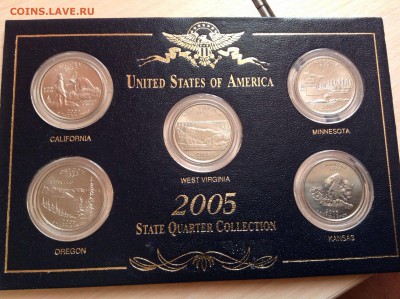 COINS.LAVE.RU
UNITED STATES OF AMERICA
CALIFORNIA
MINNESOTA
WEST VIRGINIA
OREGON
KANSAS
2005
STATE QUARTER COLLECTION